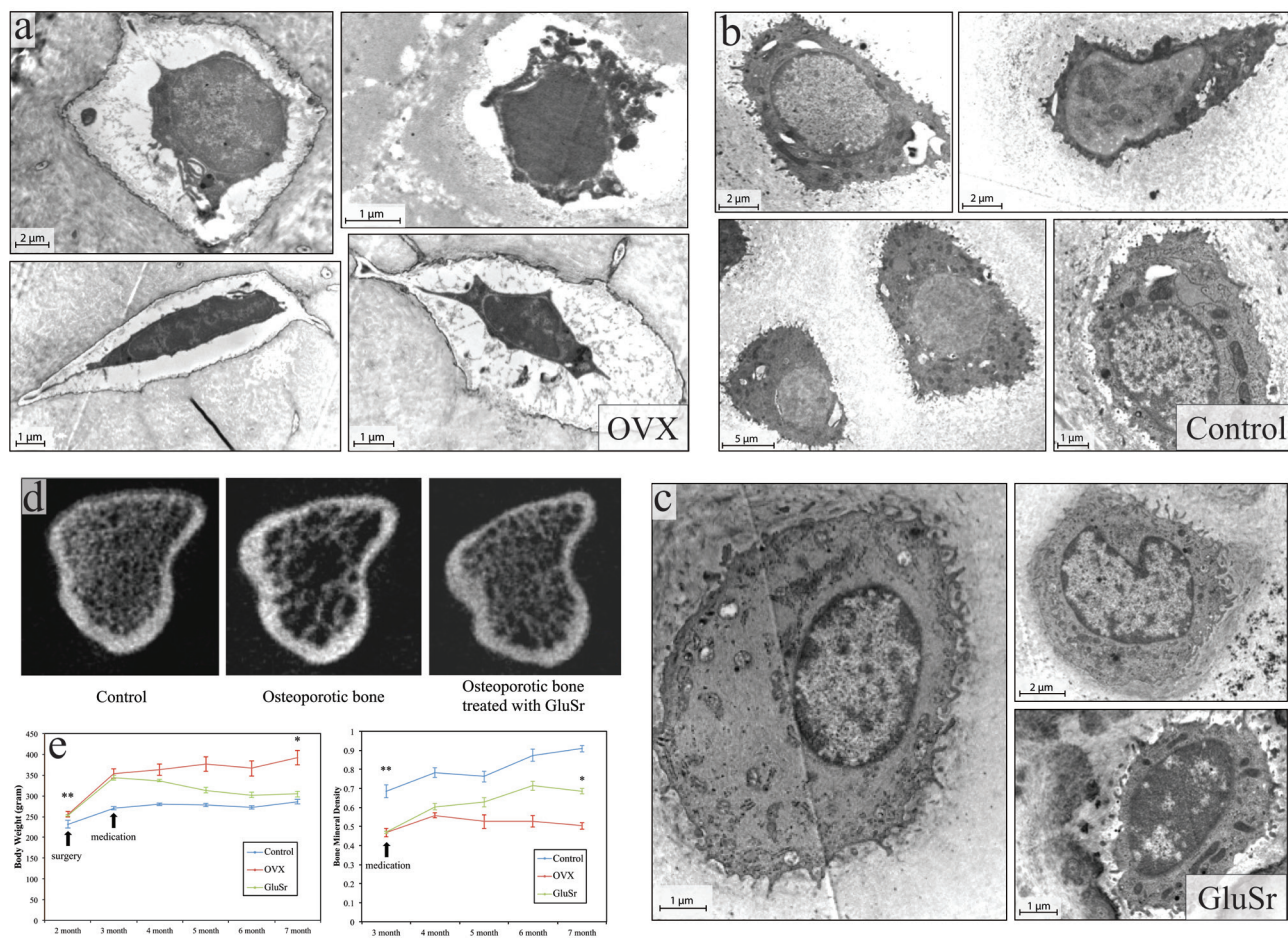 a
2 µm
1 µm
1 µm
1 µm
OVX
b
2 µm
2 µm
5 µm
1 µm
Control
d
Control
Osteoporotic bone
Osteoporotic bone
treated with GluSr
c
1 µm
2 µm
1 µm
GluSr
e
Body Weight (gram)
450
400
350
300
250
200
150
100
50
0
**
*
surgery
medication
Control
OVX
GluSr
2 month
3 month
4 month
5 month
6 month
7 month
Bone Mineral Density
1
0.9
0.8
0.7
0.6
0.5
0.4
0.3
0.2
0.1
0
**
*
medication
Control
OVX
GluSr
3 month
4 month
5 month
6 month
7 month